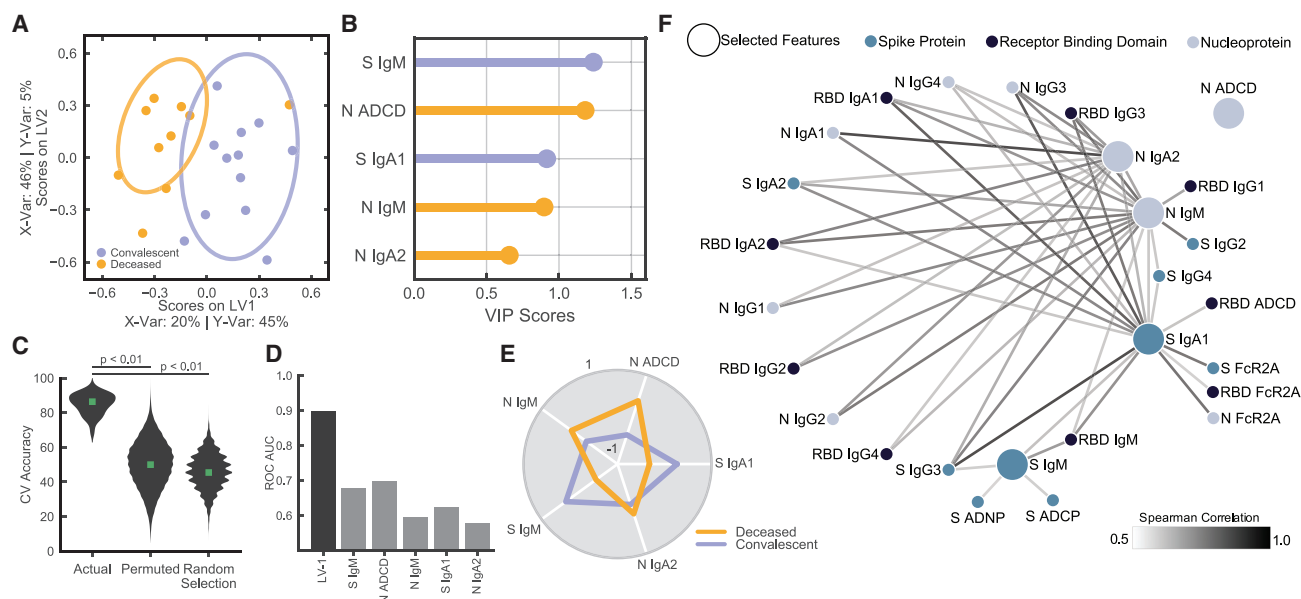 A
0.6
0.3
0.0
−0.3
−0.6
X-Var: 46% | Y-Var: 5%
Scores on LV2
Convalescent
Deceased
−0.6
−0.3
0.0
0.3
0.6
Scores on LV1
X-Var: 20% | Y-Var: 45%
B
S IgM
N ADCD
S IgA1
N IgM
N IgA2
0.0
0.5
1.0
1.5
VIP Scores
C
p < 0.01
p < 0.01
100
80
60
40
20
0
CV Accuracy
Actual
Permuted
Random
Selection
D
1.0
0.9
0.8
0.7
0.6
ROC AUC
LV-1
S IgM
N ADCD
N IgM
S IgA1
N IgA2
E
1
-1
N ADCD
N IgM
S IgA1
S IgM
N IgA2
Deceased
Convalescent
F
Selected Features
Spike Protein
Receptor Binding Domain
Nucleoprotein
N IgG4
N IgG3
N ADCD
RBD IgA1
RBD IgG3
N IgA1
N IgA2
S IgA2
RBD IgG1
N IgM
RBD IgA2
S IgG2
S IgG4
N IgG1
RBD ADCD
S IgA1
RBD IgG2
S FcR2A
RBD FcR2A
N IgG2
N FcR2A
RBD IgM
RBD IgG4
S IgG3
S IgM
S ADNP
S ADCP
Spearman Correlation
0.5
1.0